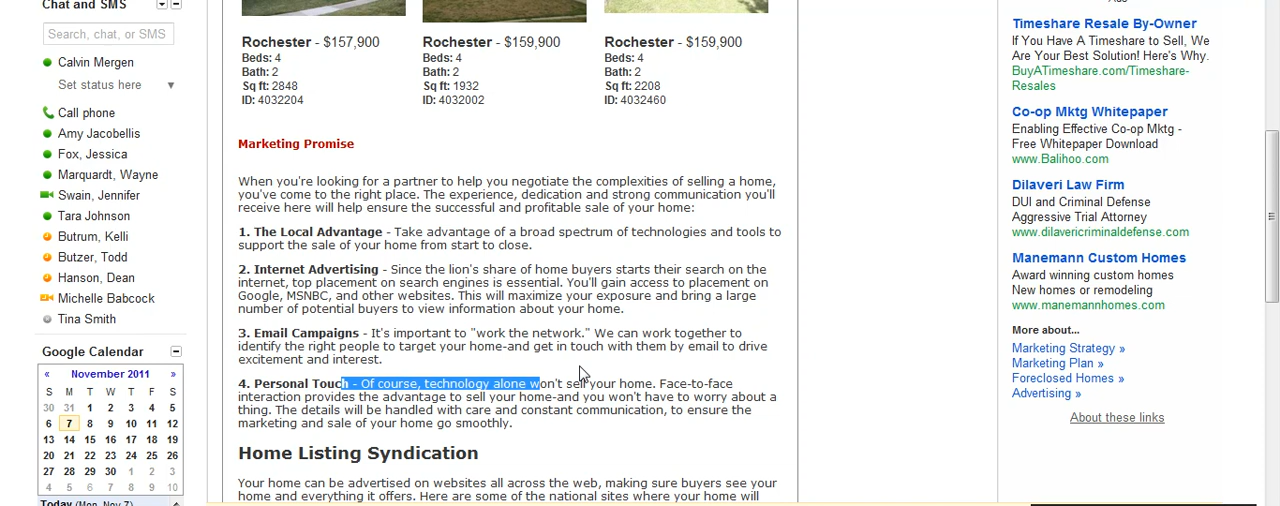 Chat and SMS
Search, chat, or SMS
Calvin Mergen
Set status here
Call phone
Amy Jacobellis
Fox, Jessica
Marquardt, Wayne
Swain, Jennifer
Tara Johnson
Butrum, Kelli
Butzer, Todd
Hanson, Dean
Michelle Babcock
Tina Smith
Google Calendar
« November 2011 »
S M T W T F S
30 31 1 2 3 4 5
6 7 8 9 10 11 12
13 14 15 16 17 18 19
20 21 22 23 24 25 26
27 28 29 30 1 2 3
4 5 6 7 8 9 10
Today (Mon, Nov 7)
Rochester - $157,900
Beds: 4
Bath: 2
Sq ft: 2848
ID: 4032204
Rochester - $159,900
Beds: 4
Bath: 2
Sq ft: 1932
ID: 4032002
Rochester - $159,900
Beds: 4
Bath: 2
Sq ft: 2208
ID: 4032460
Marketing Promise
When you're looking for a partner to help you negotiate the complexities of selling a home,
you've come to the right place. The experience, dedication and strong communication you'll
receive here will help ensure the successful and profitable sale of your home:
1. The Local Advantage - Take advantage of a broad spectrum of technologies and tools to
support the sale of your home from start to close.
2. Internet Advertising - Since the lion's share of home buyers starts their search on the
internet, top placement on search engines is essential. You'll gain access to placement on
Google, MSNBC, and other websites. This will maximize your exposure and bring a large
number of potential buyers to view information about your home.
3. Email Campaigns - It's important to "work the network." We can work together to
identify the right people to target your home-and get in touch with them by email to drive
excitement and interest.
4. Personal Touch - Of course, technology alone won't sell your home. Face-to-face
interaction provides the advantage to sell your home-and you won't have to worry about a
thing. The details will be handled with care and constant communication, to ensure the
marketing and sale of your home go smoothly.
Home Listing Syndication
Your home can be advertised on websites all across the web, making sure buyers see your
home and everything it offers. Here are some of the national sites where your home will
Ads
Timeshare Resale By-Owner
If You Have A Timeshare to Sell, We
Are Your Best Solution! Here's Why.
BuyATimeshare.com/Timeshare-
Resales
Co-op Mktg Whitepaper
Enabling Effective Co-op Mktg -
Free Whitepaper Download
www.Balihoo.com
Dilaveri Law Firm
DUI and Criminal Defense
Aggressive Trial Attorney
www.dilavericriminaldefense.com
Manemann Custom Homes
Award winning custom homes
New homes or remodeling
www.manemannhomes.com
More about...
Marketing Strategy »
Marketing Plan »
Foreclosed Homes »
Advertising »
About these links